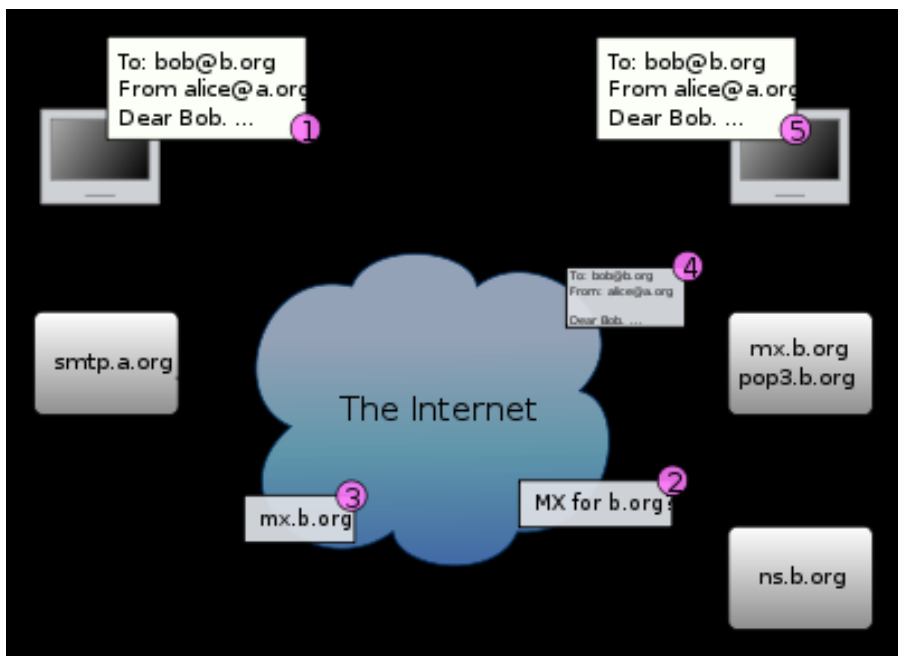 To: bob@b.org
From alice@a.org
Dear Bob. ...
1
To: bob@b.org
From alice@a.org
Dear Bob. ...
5
To: bob@b.org
From: alice@a.org
Dear Bob. ...
4
smtp.a.org
mx.b.org
pop3.b.org
The Internet
MX for b.org?
2
mx.b.org
3
ns.b.org